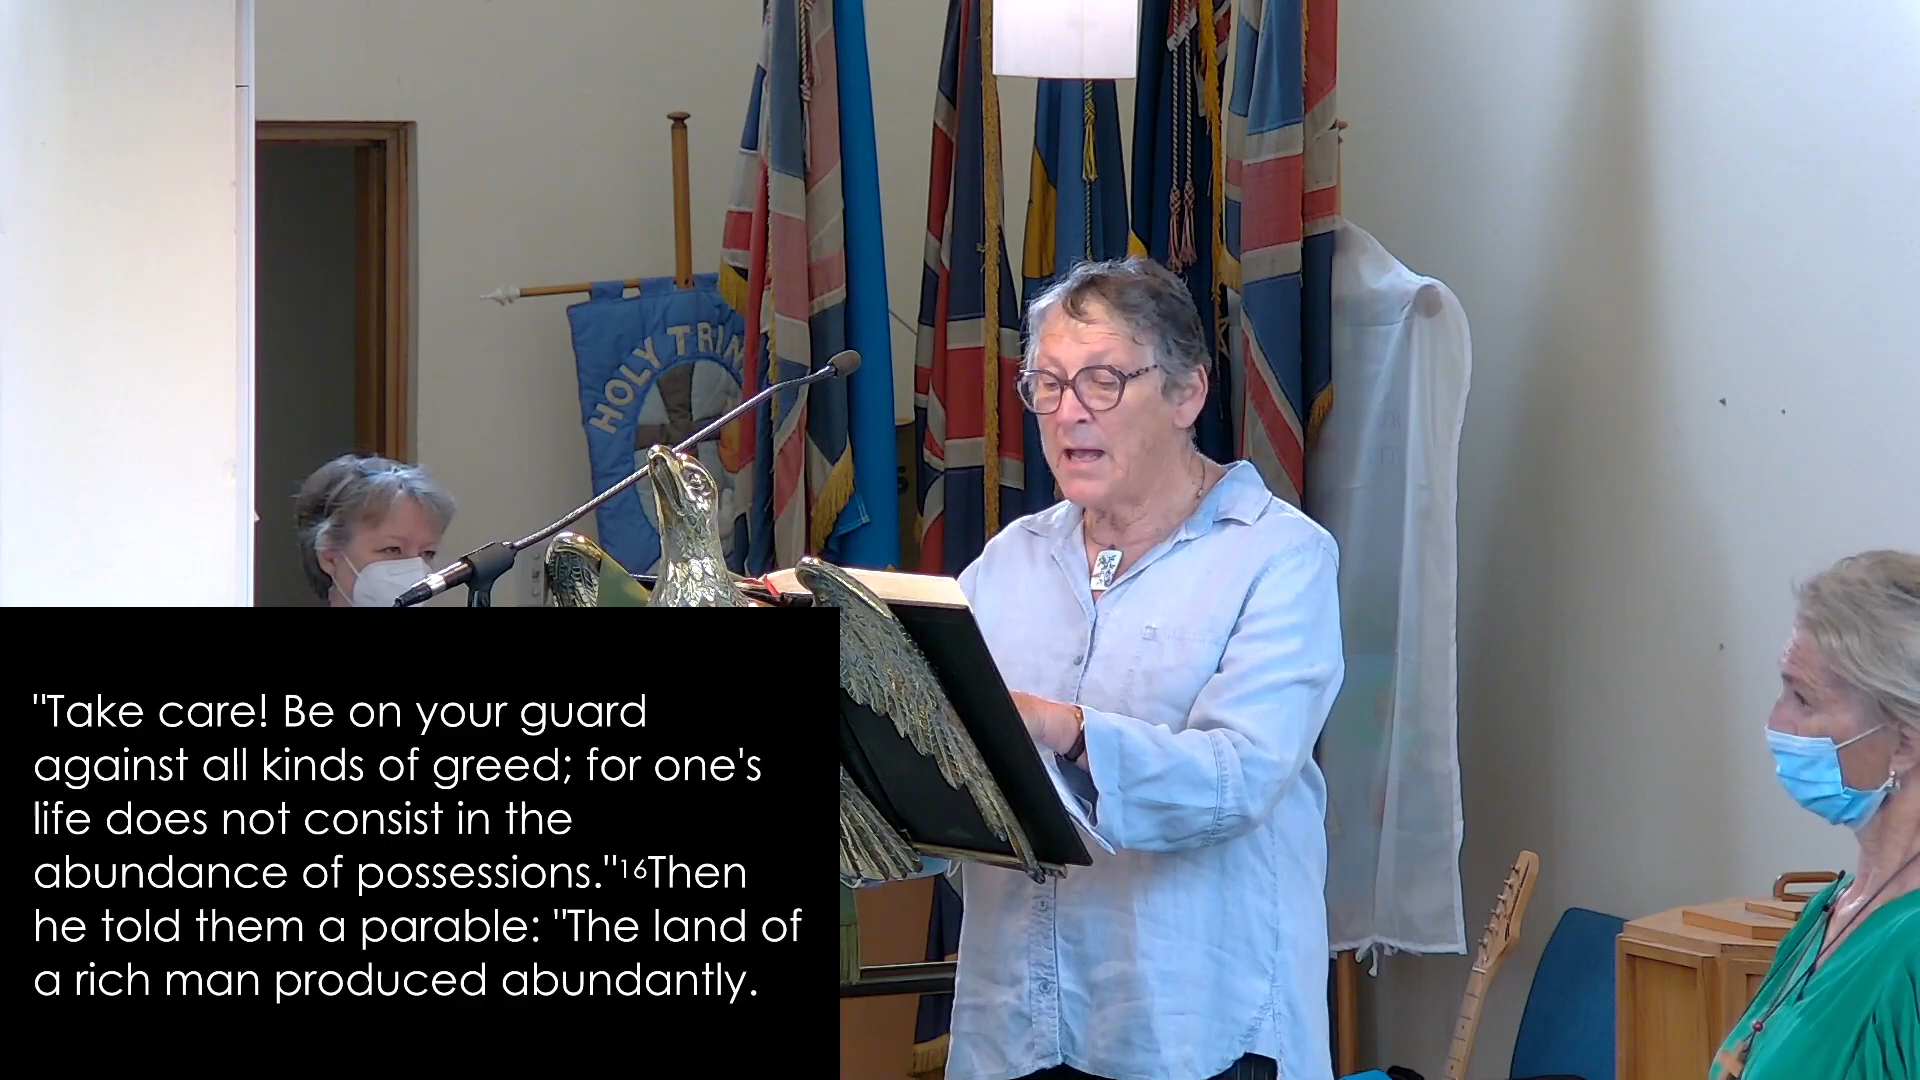 HOLY TRIN
"Take care! Be on your guard
against all kinds of greed; for one's
life does not consist in the
abundance of possessions."¹⁶Then
he told them a parable: "The land of
a rich man produced abundantly.